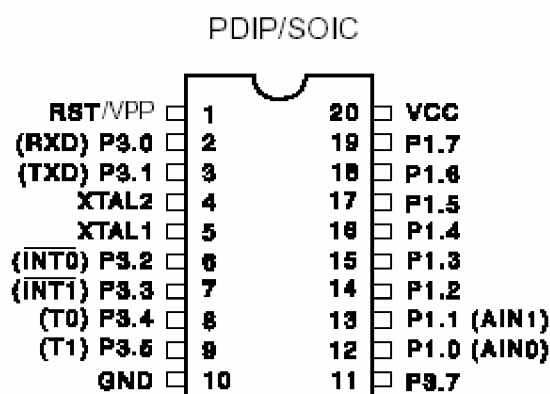 PDIP/SOIC
RST/VPP 1 20 VCC
(RXD) P3.0 2 19 P1.7
(TXD) P3.1 3 18 P1.6
XTAL2 4 17 P1.5
XTAL1 5 16 P1.4
(INT0) P3.2 6 15 P1.3
(INT1) P3.3 7 14 P1.2
(T0) P3.4 8 13 P1.1 (AIN1)
(T1) P3.5 9 12 P1.0 (AIN0)
GND 10 11 P3.7